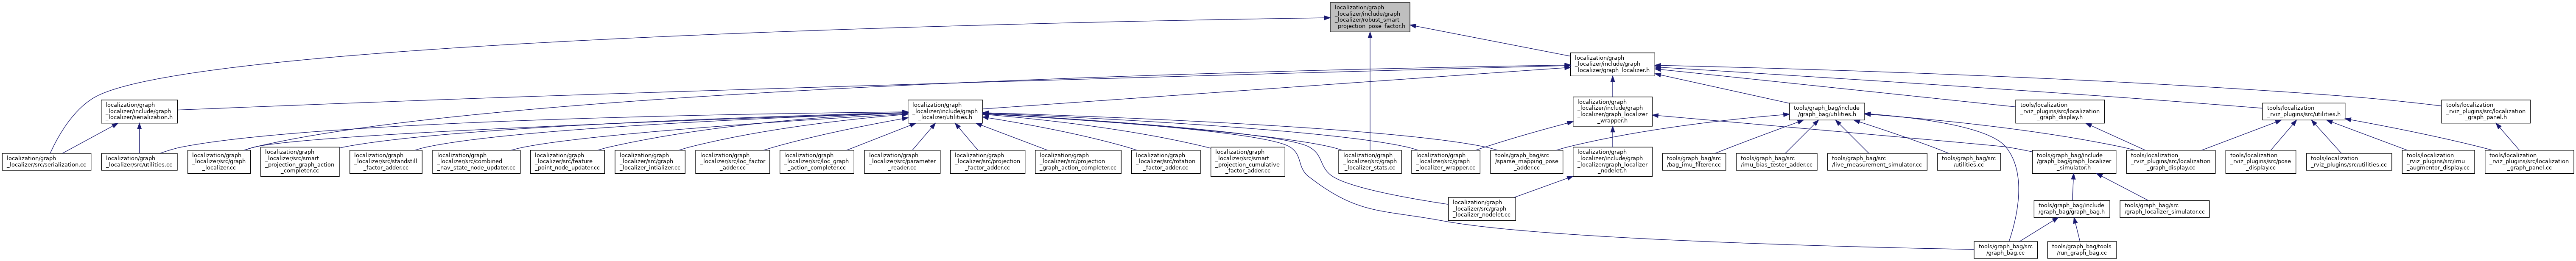 localization/graph
_localizer/include/graph
_localizer/robust_smart
_projection_pose_factor.h
localization/graph
_localizer/include/graph
_localizer/graph_localizer.h
localization/graph
_localizer/include/graph
_localizer/serialization.h
localization/graph
_localizer/include/graph
_localizer/utilities.h
localization/graph
_localizer/include/graph
_localizer/graph_localizer
_wrapper.h
tools/graph_bag/include
/graph_bag/utilities.h
tools/localization
_rviz_plugins/src/localization
_graph_display.h
tools/localization
_rviz_plugins/src/utilities.h
tools/localization
_rviz_plugins/src/localization
_graph_panel.h
localization/graph
_localizer/src/serialization.cc
localization/graph
_localizer/src/utilities.cc
localization/graph
_localizer/src/graph
_localizer.cc
localization/graph
_localizer/src/smart
_projection_graph_action
_completer.cc
localization/graph
_localizer/src/standstill
_factor_adder.cc
localization/graph
_localizer/src/combined
_nav_state_node_updater.cc
localization/graph
_localizer/src/feature
_point_node_updater.cc
localization/graph
_localizer/src/graph
_localizer_intializer.cc
localization/graph
_localizer/src/loc_factor
_adder.cc
localization/graph
_localizer/src/loc_graph
_action_completer.cc
localization/graph
_localizer/src/parameter
_reader.cc
localization/graph
_localizer/src/projection
_factor_adder.cc
localization/graph
_localizer/src/projection
_graph_action_completer.cc
localization/graph
_localizer/src/rotation
_factor_adder.cc
localization/graph
_localizer/src/smart
_projection_cumulative
_factor_adder.cc
localization/graph
_localizer/src/graph
_localizer_stats.cc
localization/graph
_localizer/src/graph
_localizer_wrapper.cc
tools/graph_bag/src
/sparse_mapping_pose
_adder.cc
localization/graph
_localizer/include/graph
_localizer/graph_localizer
_nodelet.h
tools/graph_bag/src
/bag_imu_filterer.cc
tools/graph_bag/src
/imu_bias_tester_adder.cc
tools/graph_bag/src
/live_measurement_simulator.cc
tools/graph_bag/src
/utilities.cc
tools/graph_bag/include
/graph_bag/graph_localizer
_simulator.h
tools/localization
_rviz_plugins/src/localization
_graph_display.cc
tools/localization
_rviz_plugins/src/pose
_display.cc
tools/localization
_rviz_plugins/src/utilities.cc
tools/localization
_rviz_plugins/src/imu
_augmentor_display.cc
tools/localization
_rviz_plugins/src/localization
_graph_panel.cc
localization/graph
_localizer/src/graph
_localizer_nodelet.cc
tools/graph_bag/include
/graph_bag/graph_bag.h
tools/graph_bag/src
/graph_localizer_simulator.cc
tools/graph_bag/src
/graph_bag.cc
tools/graph_bag/tools
/run_graph_bag.cc